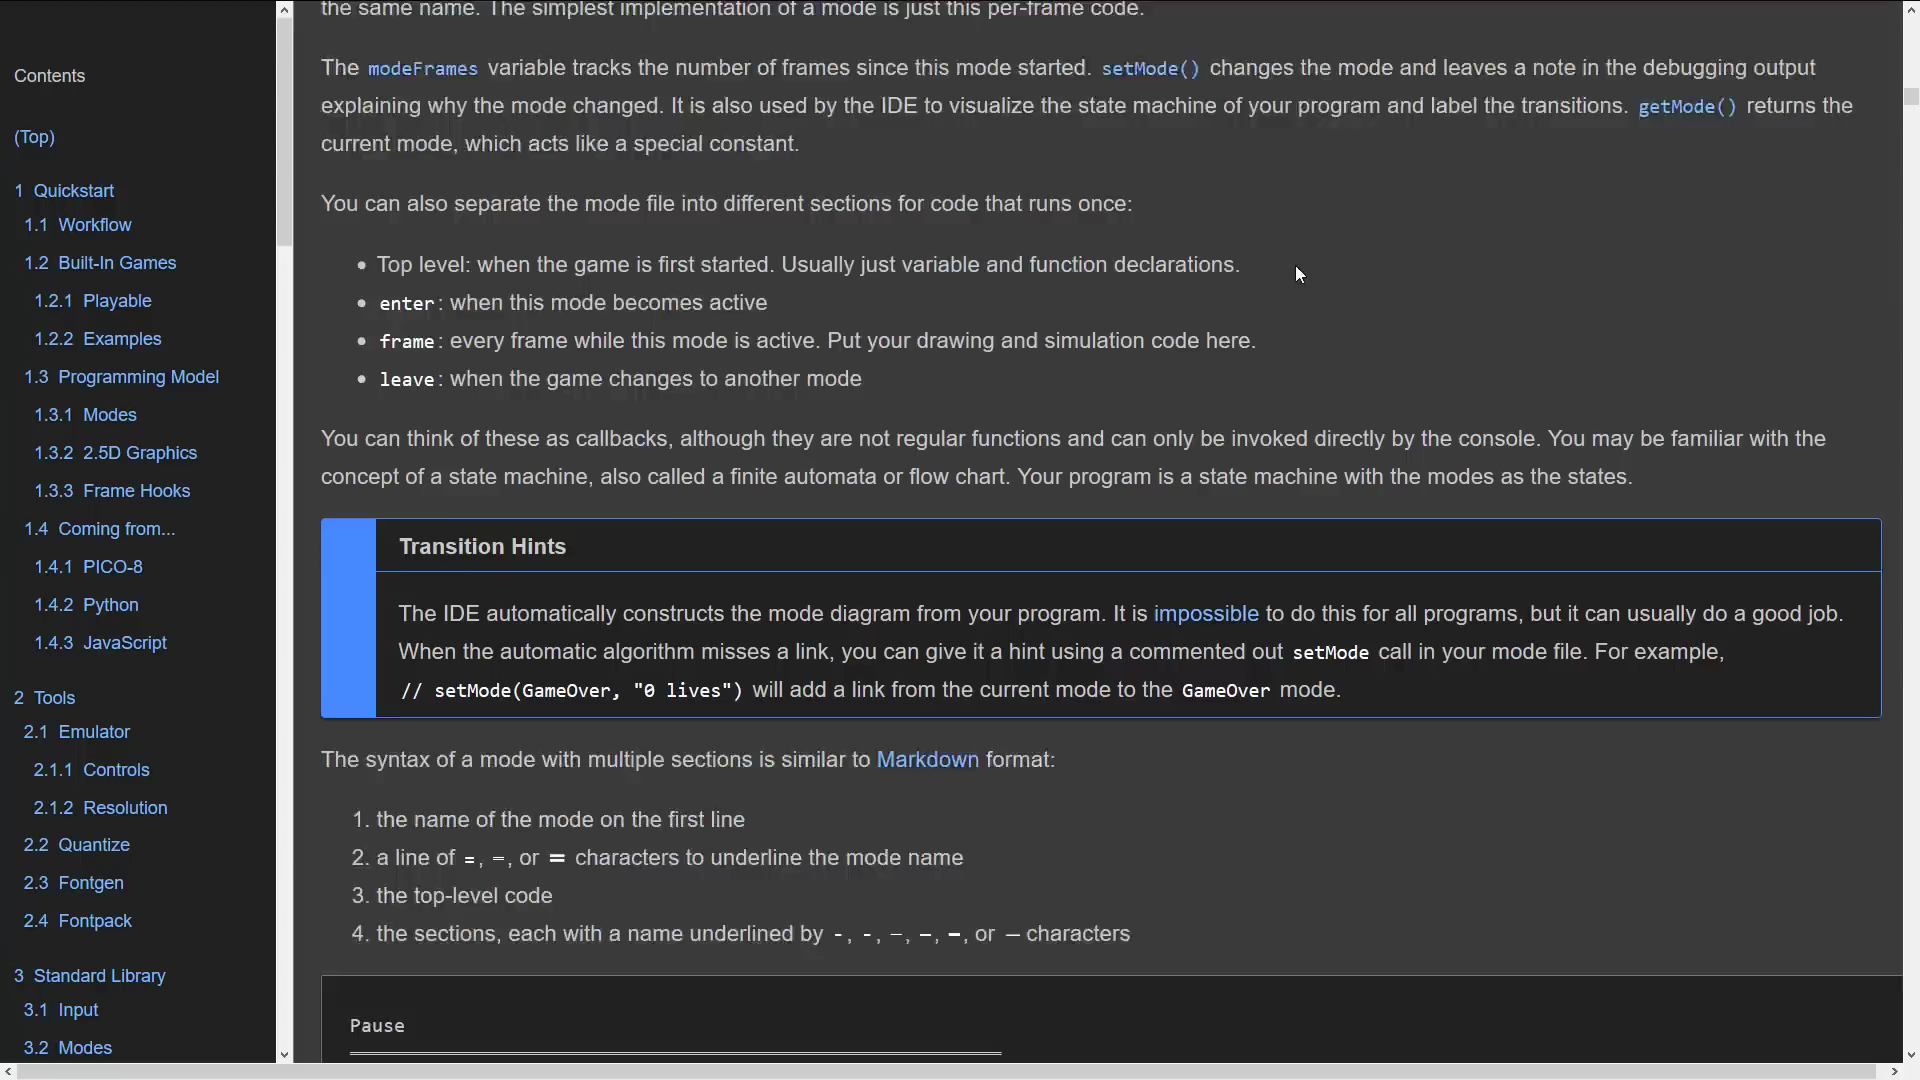 Contents
(Top)
1 Quickstart
1.1 Workflow
1.2 Built-In Games
1.2.1 Playable
1.2.2 Examples
1.3 Programming Model
1.3.1 Modes
1.3.2 2.5D Graphics
1.3.3 Frame Hooks
1.4 Coming from...
1.4.1 PICO-8
1.4.2 Python
1.4.3 JavaScript
2 Tools
2.1 Emulator
2.1.1 Controls
2.1.2 Resolution
2.2 Quantize
2.3 Fontgen
2.4 Fontpack
3 Standard Library
3.1 Input
3.2 Modes
the same name. The simplest implementation of a mode is just this per-frame code.
The modeFrames variable tracks the number of frames since this mode started. setMode() changes the mode and leaves a note in the debugging output
explaining why the mode changed. It is also used by the IDE to visualize the state machine of your program and label the transitions. getMode() returns the
current mode, which acts like a special constant.
You can also separate the mode file into different sections for code that runs once:
• Top level: when the game is first started. Usually just variable and function declarations.
• enter: when this mode becomes active
• frame: every frame while this mode is active. Put your drawing and simulation code here.
• leave: when the game changes to another mode
You can think of these as callbacks, although they are not regular functions and can only be invoked directly by the console. You may be familiar with the
concept of a state machine, also called a finite automata or flow chart. Your program is a state machine with the modes as the states.
Transition Hints
The IDE automatically constructs the mode diagram from your program. It is impossible to do this for all programs, but it can usually do a good job.
When the automatic algorithm misses a link, you can give it a hint using a commented out setMode call in your mode file. For example,
// setMode(GameOver, "0 lives") will add a link from the current mode to the GameOver mode.
The syntax of a mode with multiple sections is similar to Markdown format:
1. the name of the mode on the first line
2. a line of =, ═, or = characters to underline the mode name
3. the top-level code
4. the sections, each with a name underlined by -, -, –, –, ━, or — characters
Pause